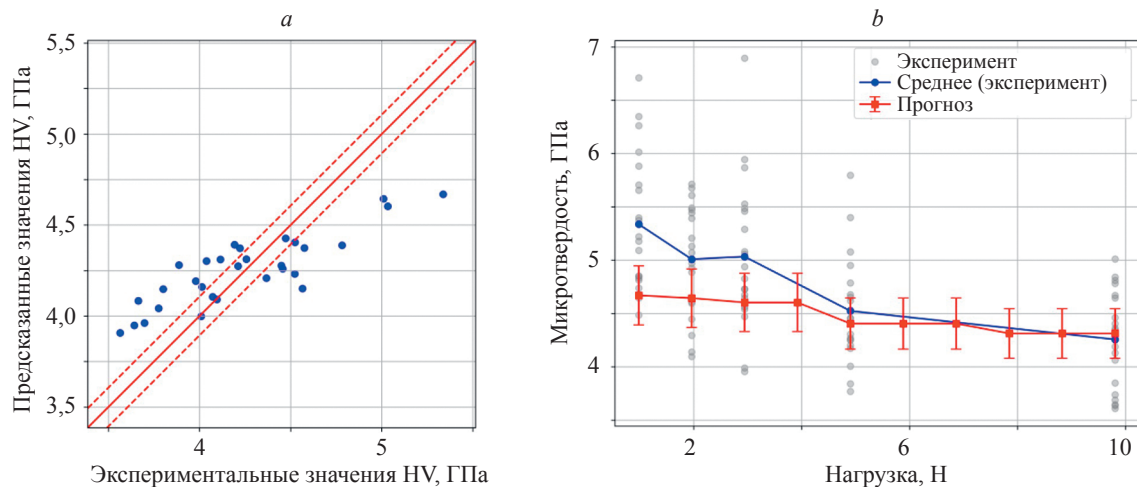 a
5,5
5,0
4,5
4,0
3,5
4
5
Предсказанные значения HV, ГПа
Экспериментальные значения HV, ГПа
b
7
6
5
4
2
6
10
Микротвердость, ГПа
Нагрузка, Н
Эксперимент
Среднее (эксперимент)
Прогноз